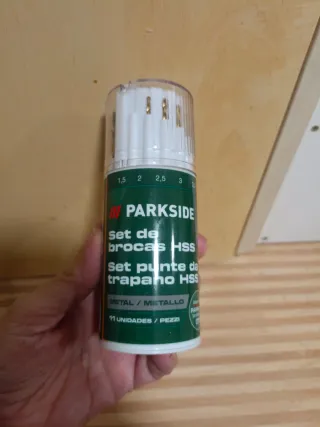 1,5 2 2,5 3
PARKSIDE
Set de
brocas HSS
Set punte da
trapano HSS
METAL / METALLO
11 UNIDADES / PEZZI